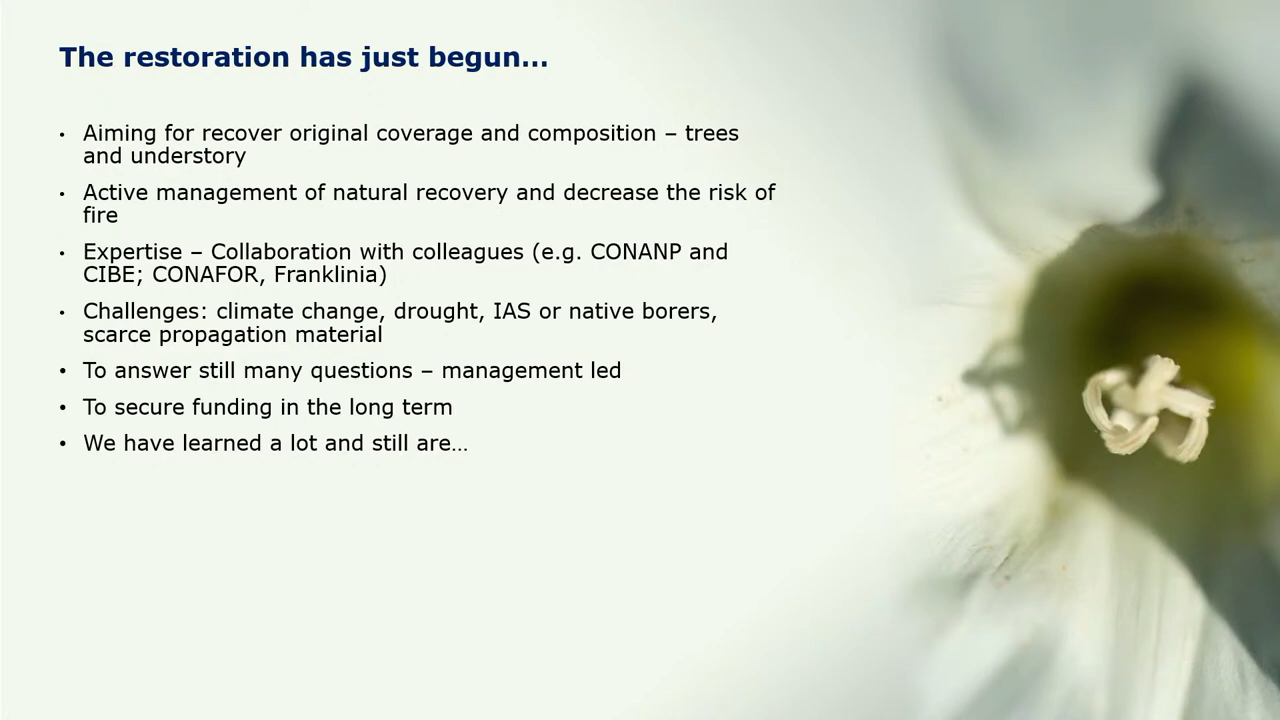 The restoration has just begun...
• Aiming for recover original coverage and composition – trees
and understory
• Active management of natural recovery and decrease the risk of
fire
• Expertise – Collaboration with colleagues (e.g. CONANP and
CIBE; CONAFOR, Franklinia)
• Challenges: climate change, drought, IAS or native borers,
scarce propagation material
• To answer still many questions – management led
• To secure funding in the long term
• We have learned a lot and still are...